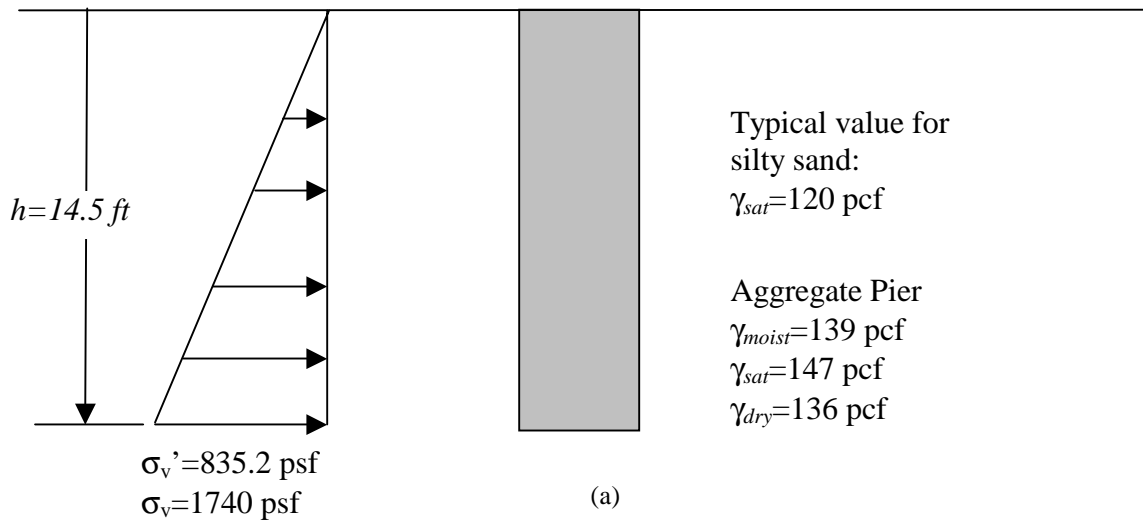 Typical value for
silty sand:
γsat=120 pcf
h=14.5 ft
Aggregate Pier
γmoist=139 pcf
γsat=147 pcf
γdry=136 pcf
σv’=835.2 psf
σv=1740 psf
(a)